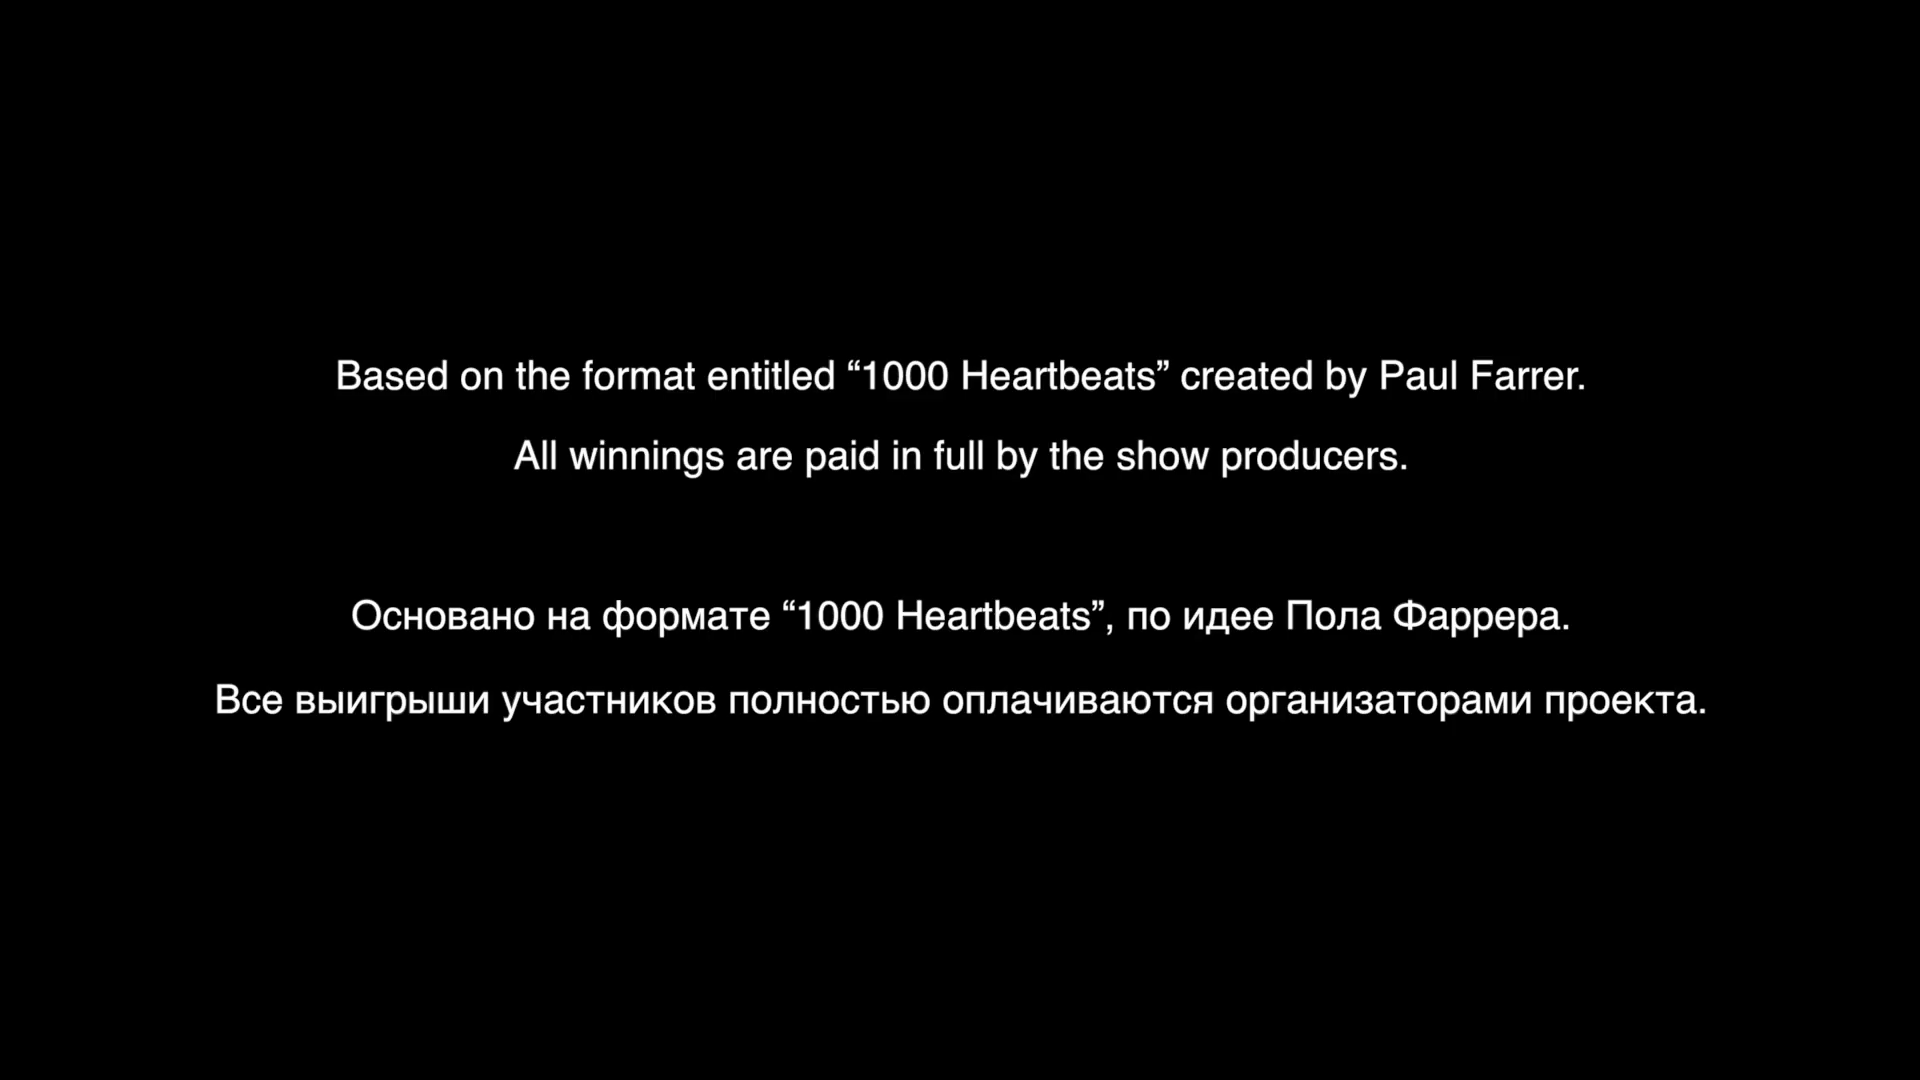 Based on the format entitled “1000 Heartbeats” created by Paul Farrer.
All winnings are paid in full by the show producers.
Основано на формате “1000 Heartbeats”, по идее Пола Фаррера.
Все выигрыши участников полностью оплачиваются организаторами проекта.